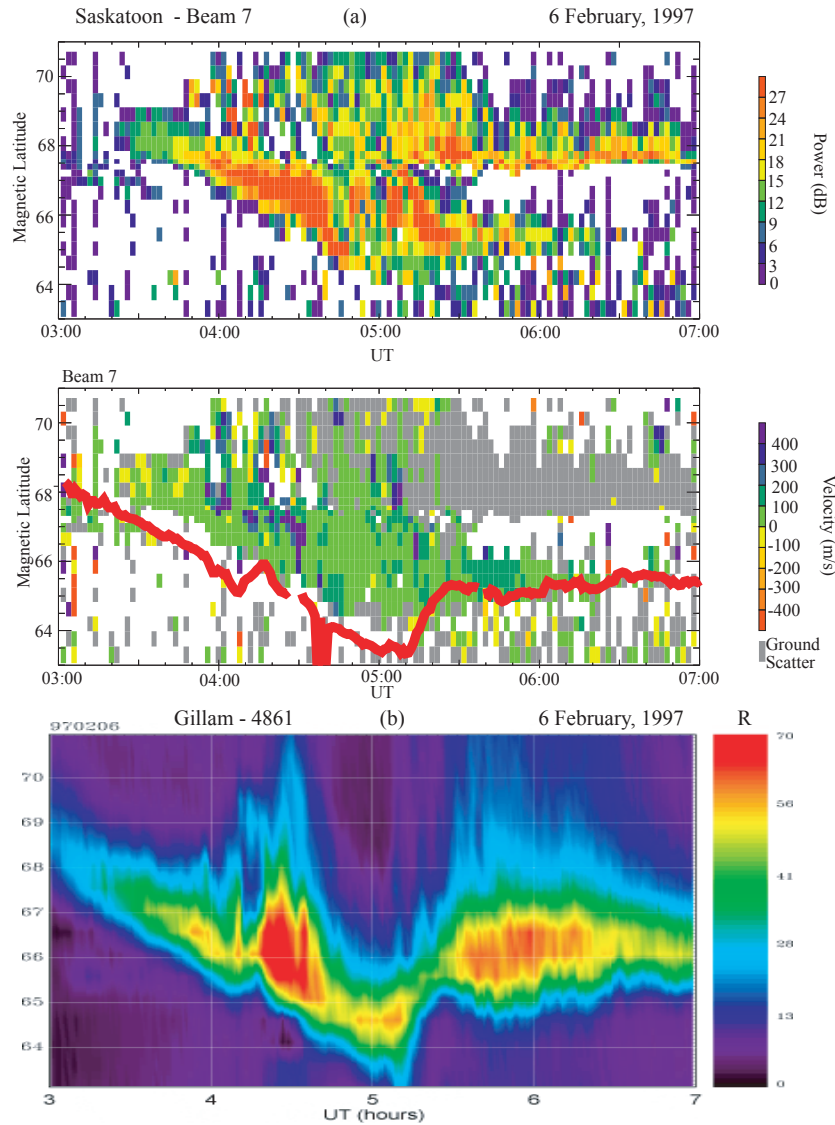 Saskatoon - Beam 7 (a) 6 February, 1997
70
68
66
64
Magnetic Latitude
03:00 04:00 05:00 06:00 07:00
UT
27
24
21
18
15
12
9
6
3
0
Power (dB)
Beam 7
70
68
66
64
Magnetic Latitude
03:00 04:00 05:00 06:00 07:00
UT
400
300
200
100
0
-100
-200
-300
-400
Velocity (m/s)
Ground
Scatter
970206
Gillam - 4861 (b) 6 February, 1997 R
70
69
68
67
66
65
64
3 4 5 6 7
UT (hours)
70
56
41
28
13
0